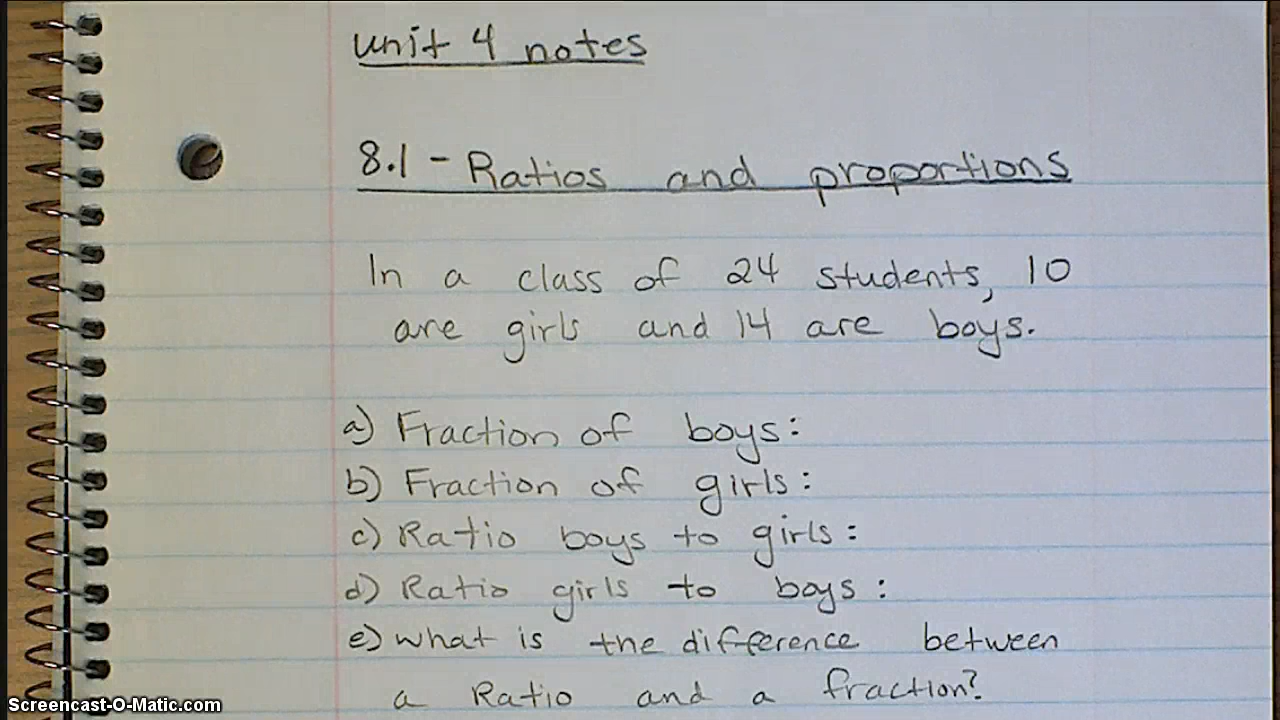 unit 4 notes
8.1 - Ratios and proportions
In a class of 24 students, 10
are girls and 14 are boys.
a) Fraction of boys:
b) Fraction of girls:
c) Ratio boys to girls:
d) Ratio girls to boys:
e) what is the difference between
a Ratio and a fraction?
Screencast-O-Matic.com